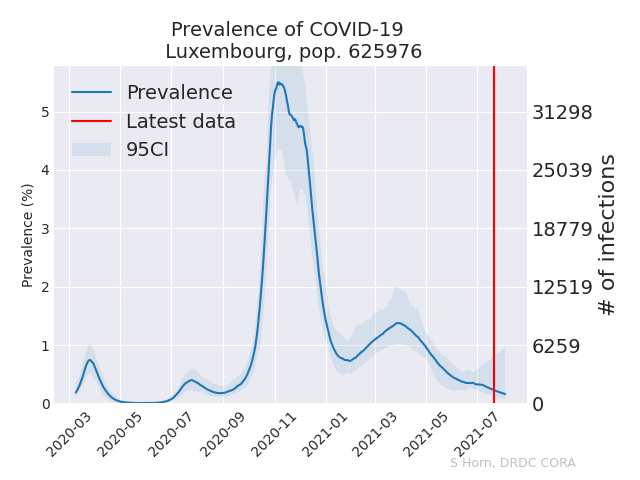 Prevalence of COVID-19
Luxembourg, pop. 625976
Prevalence
Latest data
95CI
Prevalence (%)
5
4
3
2
1
0
31298
25039
18779
12519
6259
0
# of infections
2020-03
2020-05
2020-07
2020-09
2020-11
2021-01
2021-03
2021-05
2021-07
S Horn, DRDC CORA